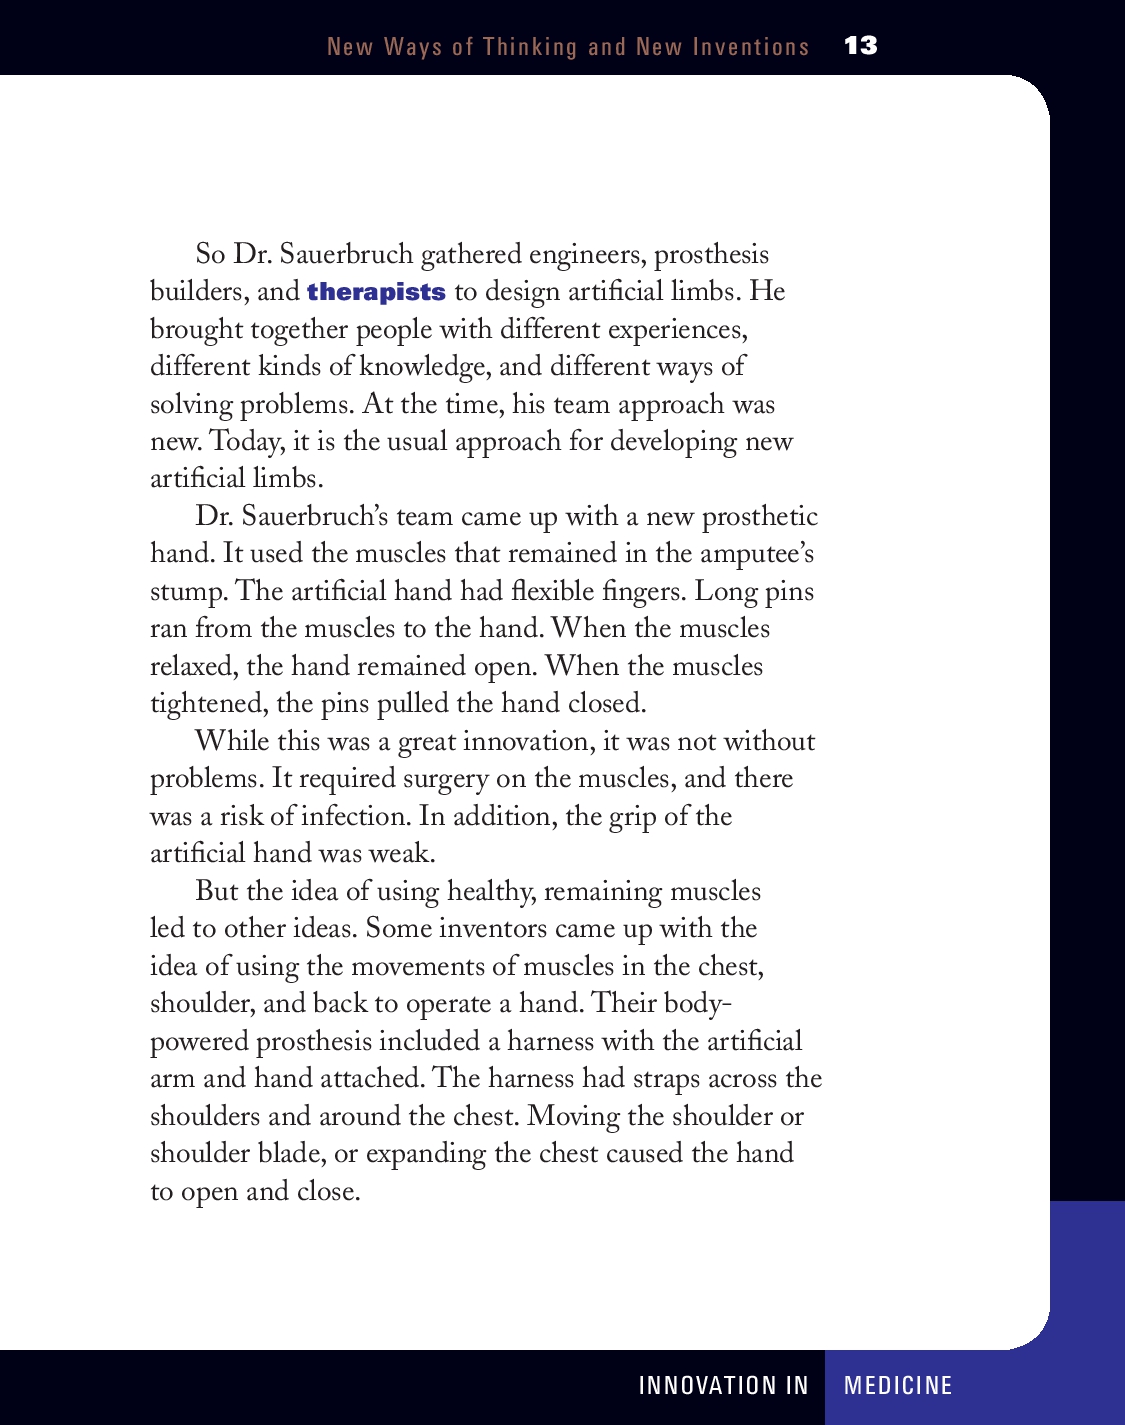 New Ways of Thinking and New Inventions 13
So Dr. Sauerbruch gathered engineers, prosthesis
builders, and therapists to design artificial limbs. He
brought together people with different experiences,
different kinds of knowledge, and different ways of
solving problems. At the time, his team approach was
new. Today, it is the usual approach for developing new
artificial limbs.
Dr. Sauerbruch’s team came up with a new prosthetic
hand. It used the muscles that remained in the amputee’s
stump. The artificial hand had flexible fingers. Long pins
ran from the muscles to the hand. When the muscles
relaxed, the hand remained open. When the muscles
tightened, the pins pulled the hand closed.
While this was a great innovation, it was not without
problems. It required surgery on the muscles, and there
was a risk of infection. In addition, the grip of the
artificial hand was weak.
But the idea of using healthy, remaining muscles
led to other ideas. Some inventors came up with the
idea of using the movements of muscles in the chest,
shoulder, and back to operate a hand. Their body-
powered prosthesis included a harness with the artificial
arm and hand attached. The harness had straps across the
shoulders and around the chest. Moving the shoulder or
shoulder blade, or expanding the chest caused the hand
to open and close.
INNOVATION IN MEDICINE